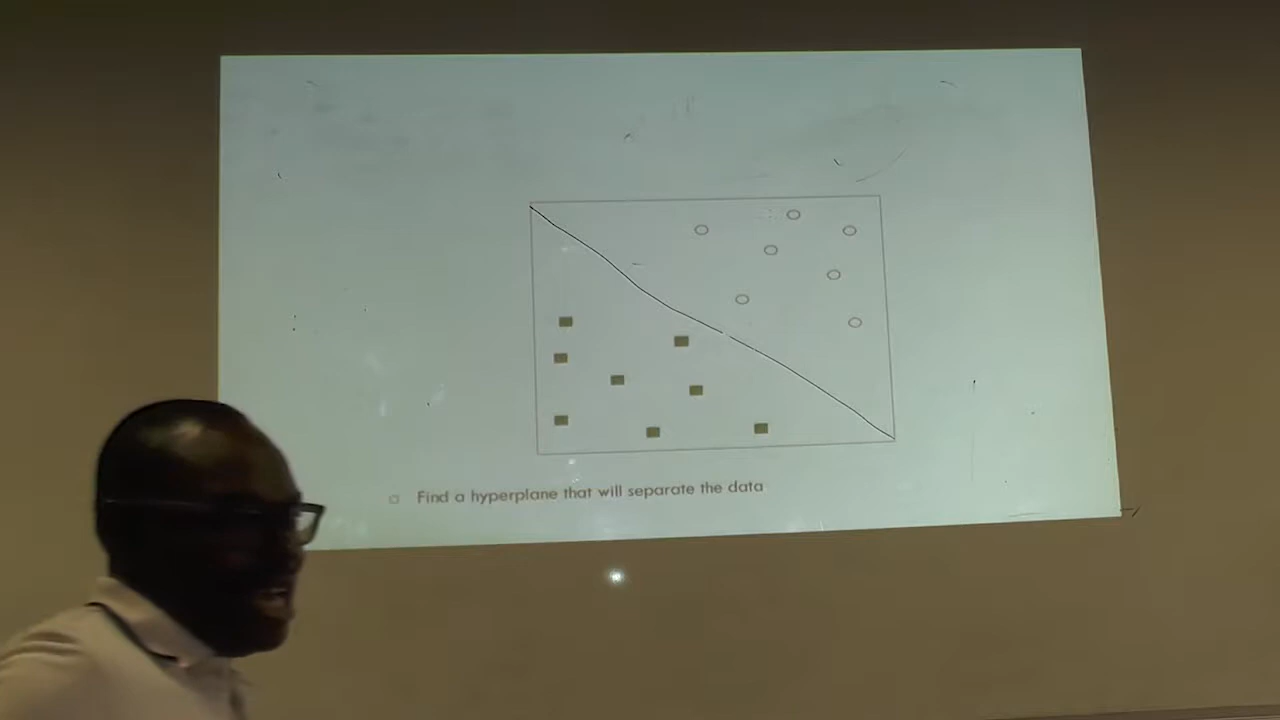 Find a hyperplane that will separate the data